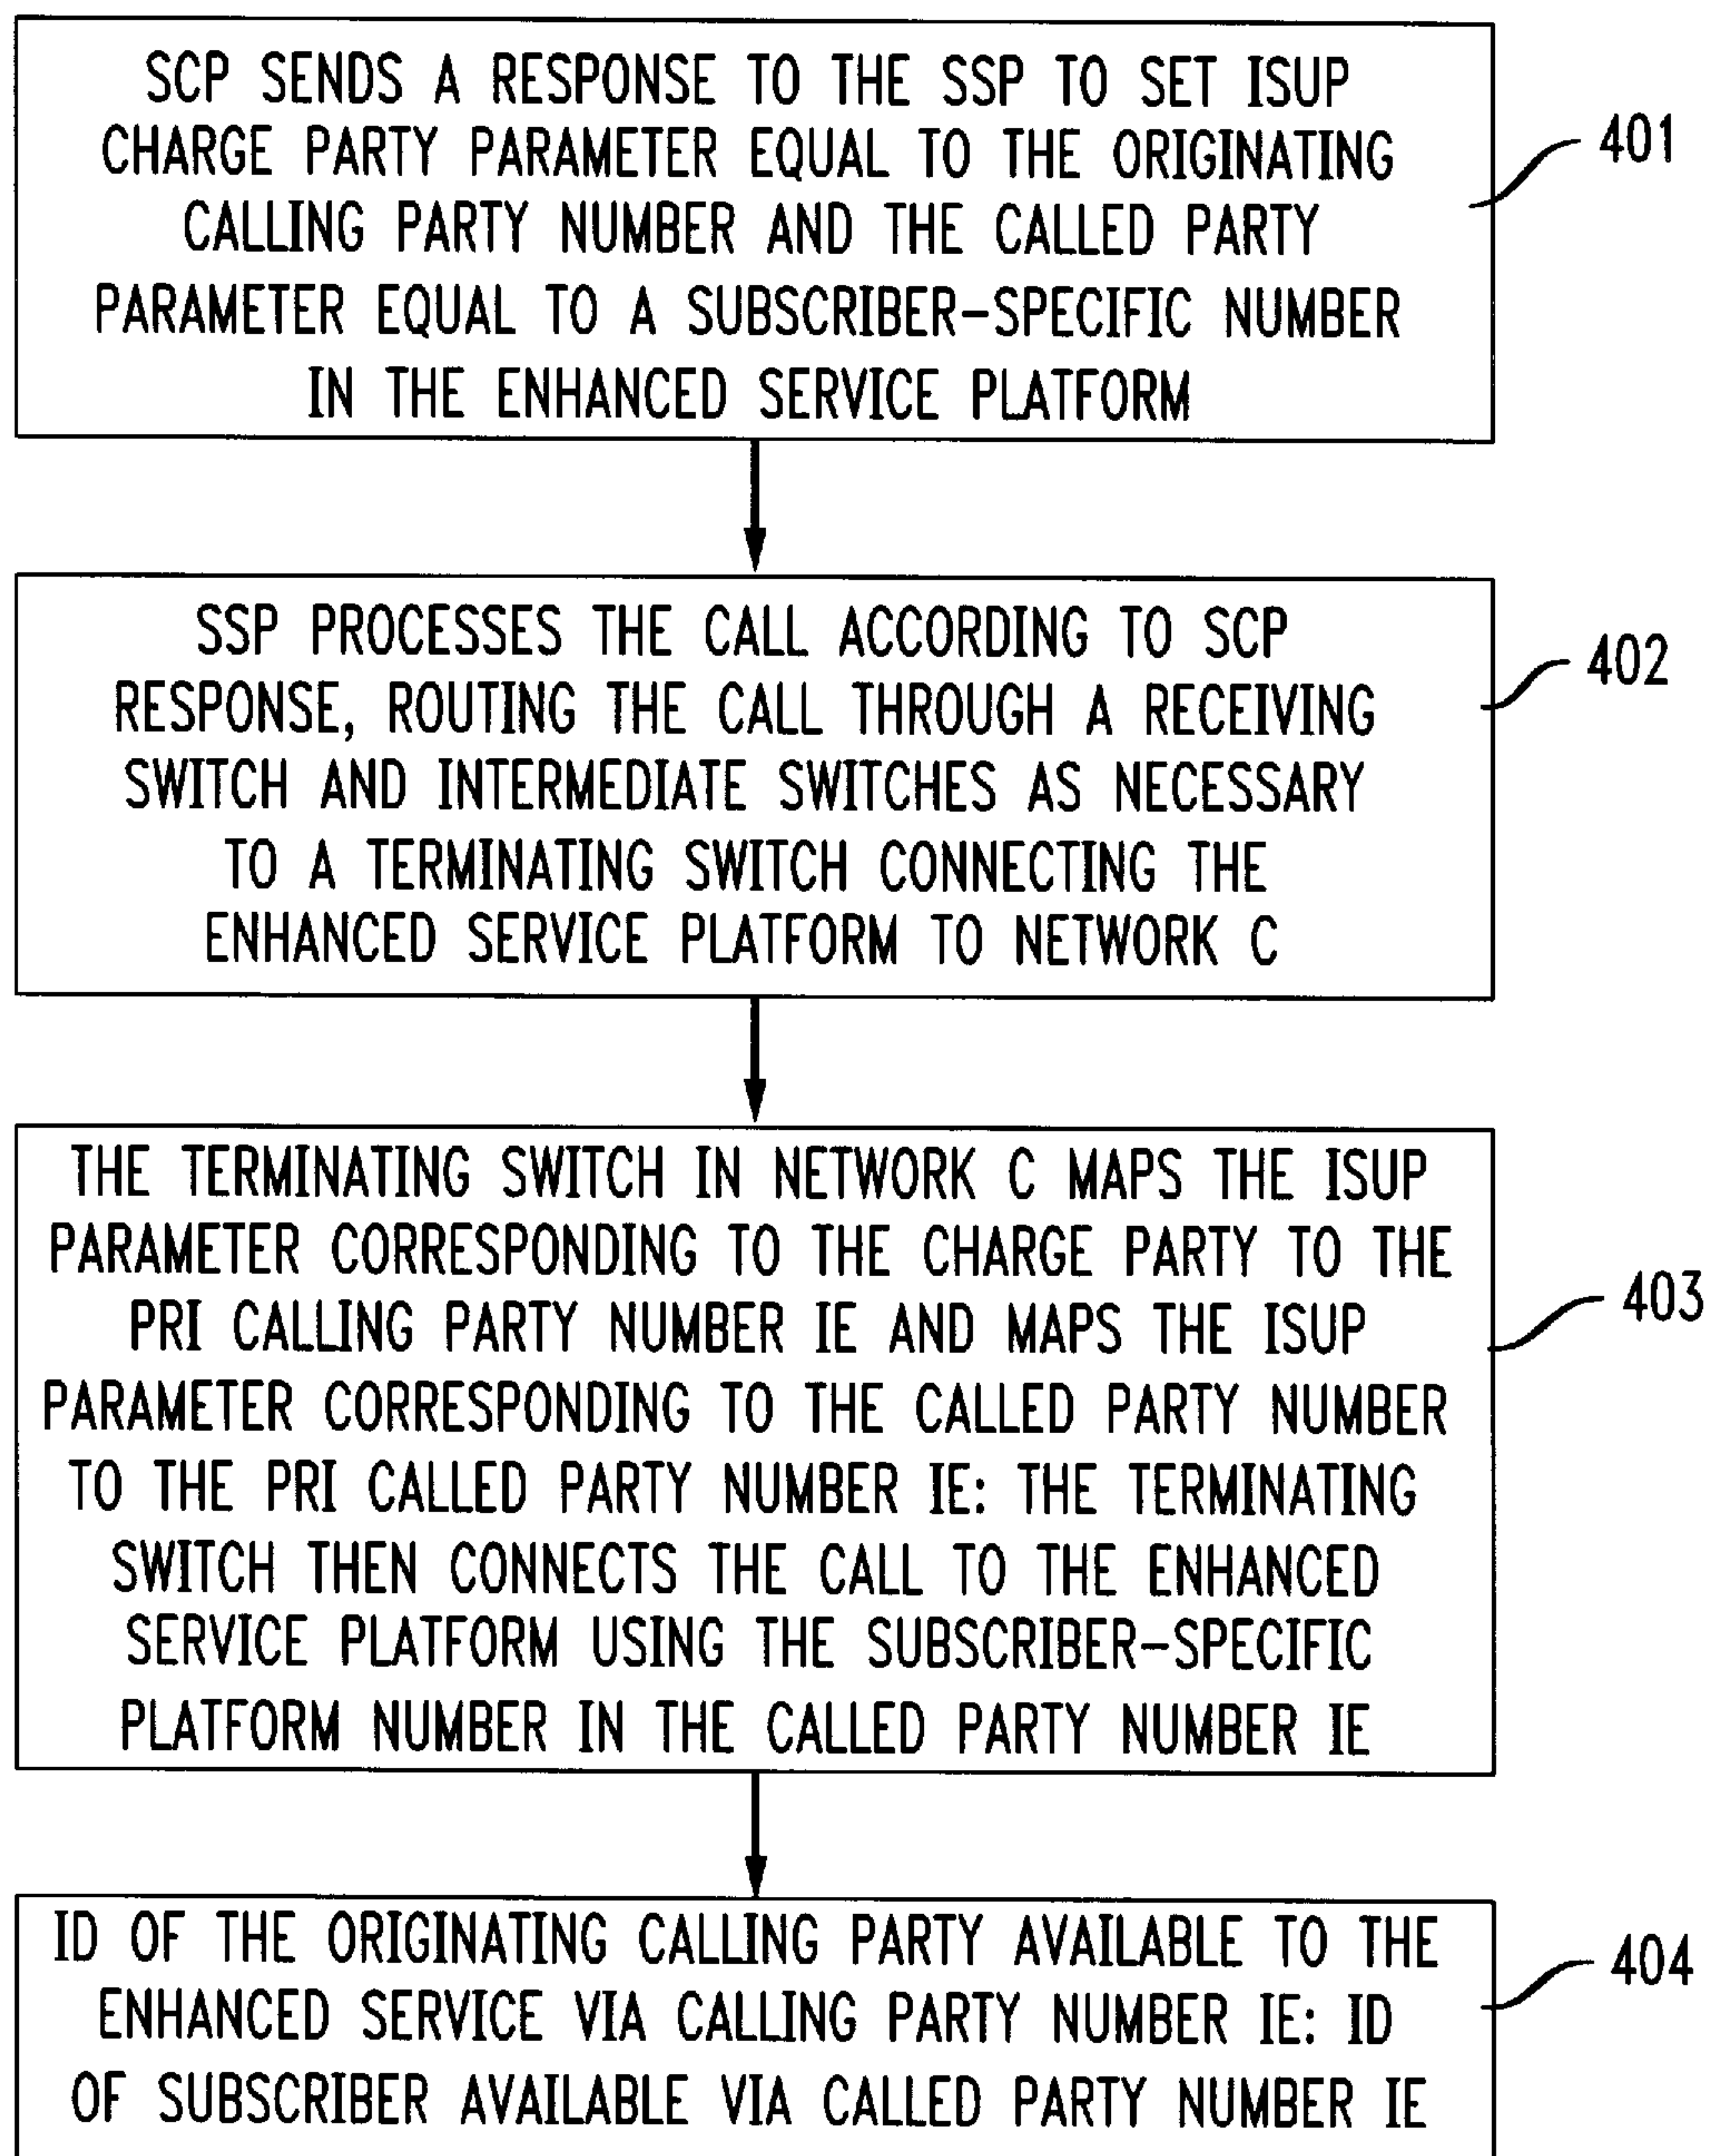 SCP SENDS A RESPONSE TO THE SSP TO SET ISUP
CHARGE PARTY PARAMETER EQUAL TO THE ORIGINATING
CALLING PARTY NUMBER AND THE CALLED PARTY
PARAMETER EQUAL TO A SUBSCRIBER-SPECIFIC NUMBER
IN THE ENHANCED SERVICE PLATFORM
401
SSP PROCESSES THE CALL ACCORDING TO SCP
RESPONSE, ROUTING THE CALL THROUGH A RECEIVING
SWITCH AND INTERMEDIATE SWITCHES AS NECESSARY
TO A TERMINATING SWITCH CONNECTING THE
ENHANCED SERVICE PLATFORM TO NETWORK C
402
THE TERMINATING SWITCH IN NETWORK C MAPS THE ISUP
PARAMETER CORRESPONDING TO THE CHARGE PARTY TO THE
PRI CALLING PARTY NUMBER IE AND MAPS THE ISUP
PARAMETER CORRESPONDING TO THE CALLED PARTY NUMBER
TO THE PRI CALLED PARTY NUMBER IE: THE TERMINATING
SWITCH THEN CONNECTS THE CALL TO THE ENHANCED
SERVICE PLATFORM USING THE SUBSCRIBER-SPECIFIC
PLATFORM NUMBER IN THE CALLED PARTY NUMBER IE
403
ID OF THE ORIGINATING CALLING PARTY AVAILABLE TO THE
ENHANCED SERVICE VIA CALLING PARTY NUMBER IE: ID
OF SUBSCRIBER AVAILABLE VIA CALLED PARTY NUMBER IE
404